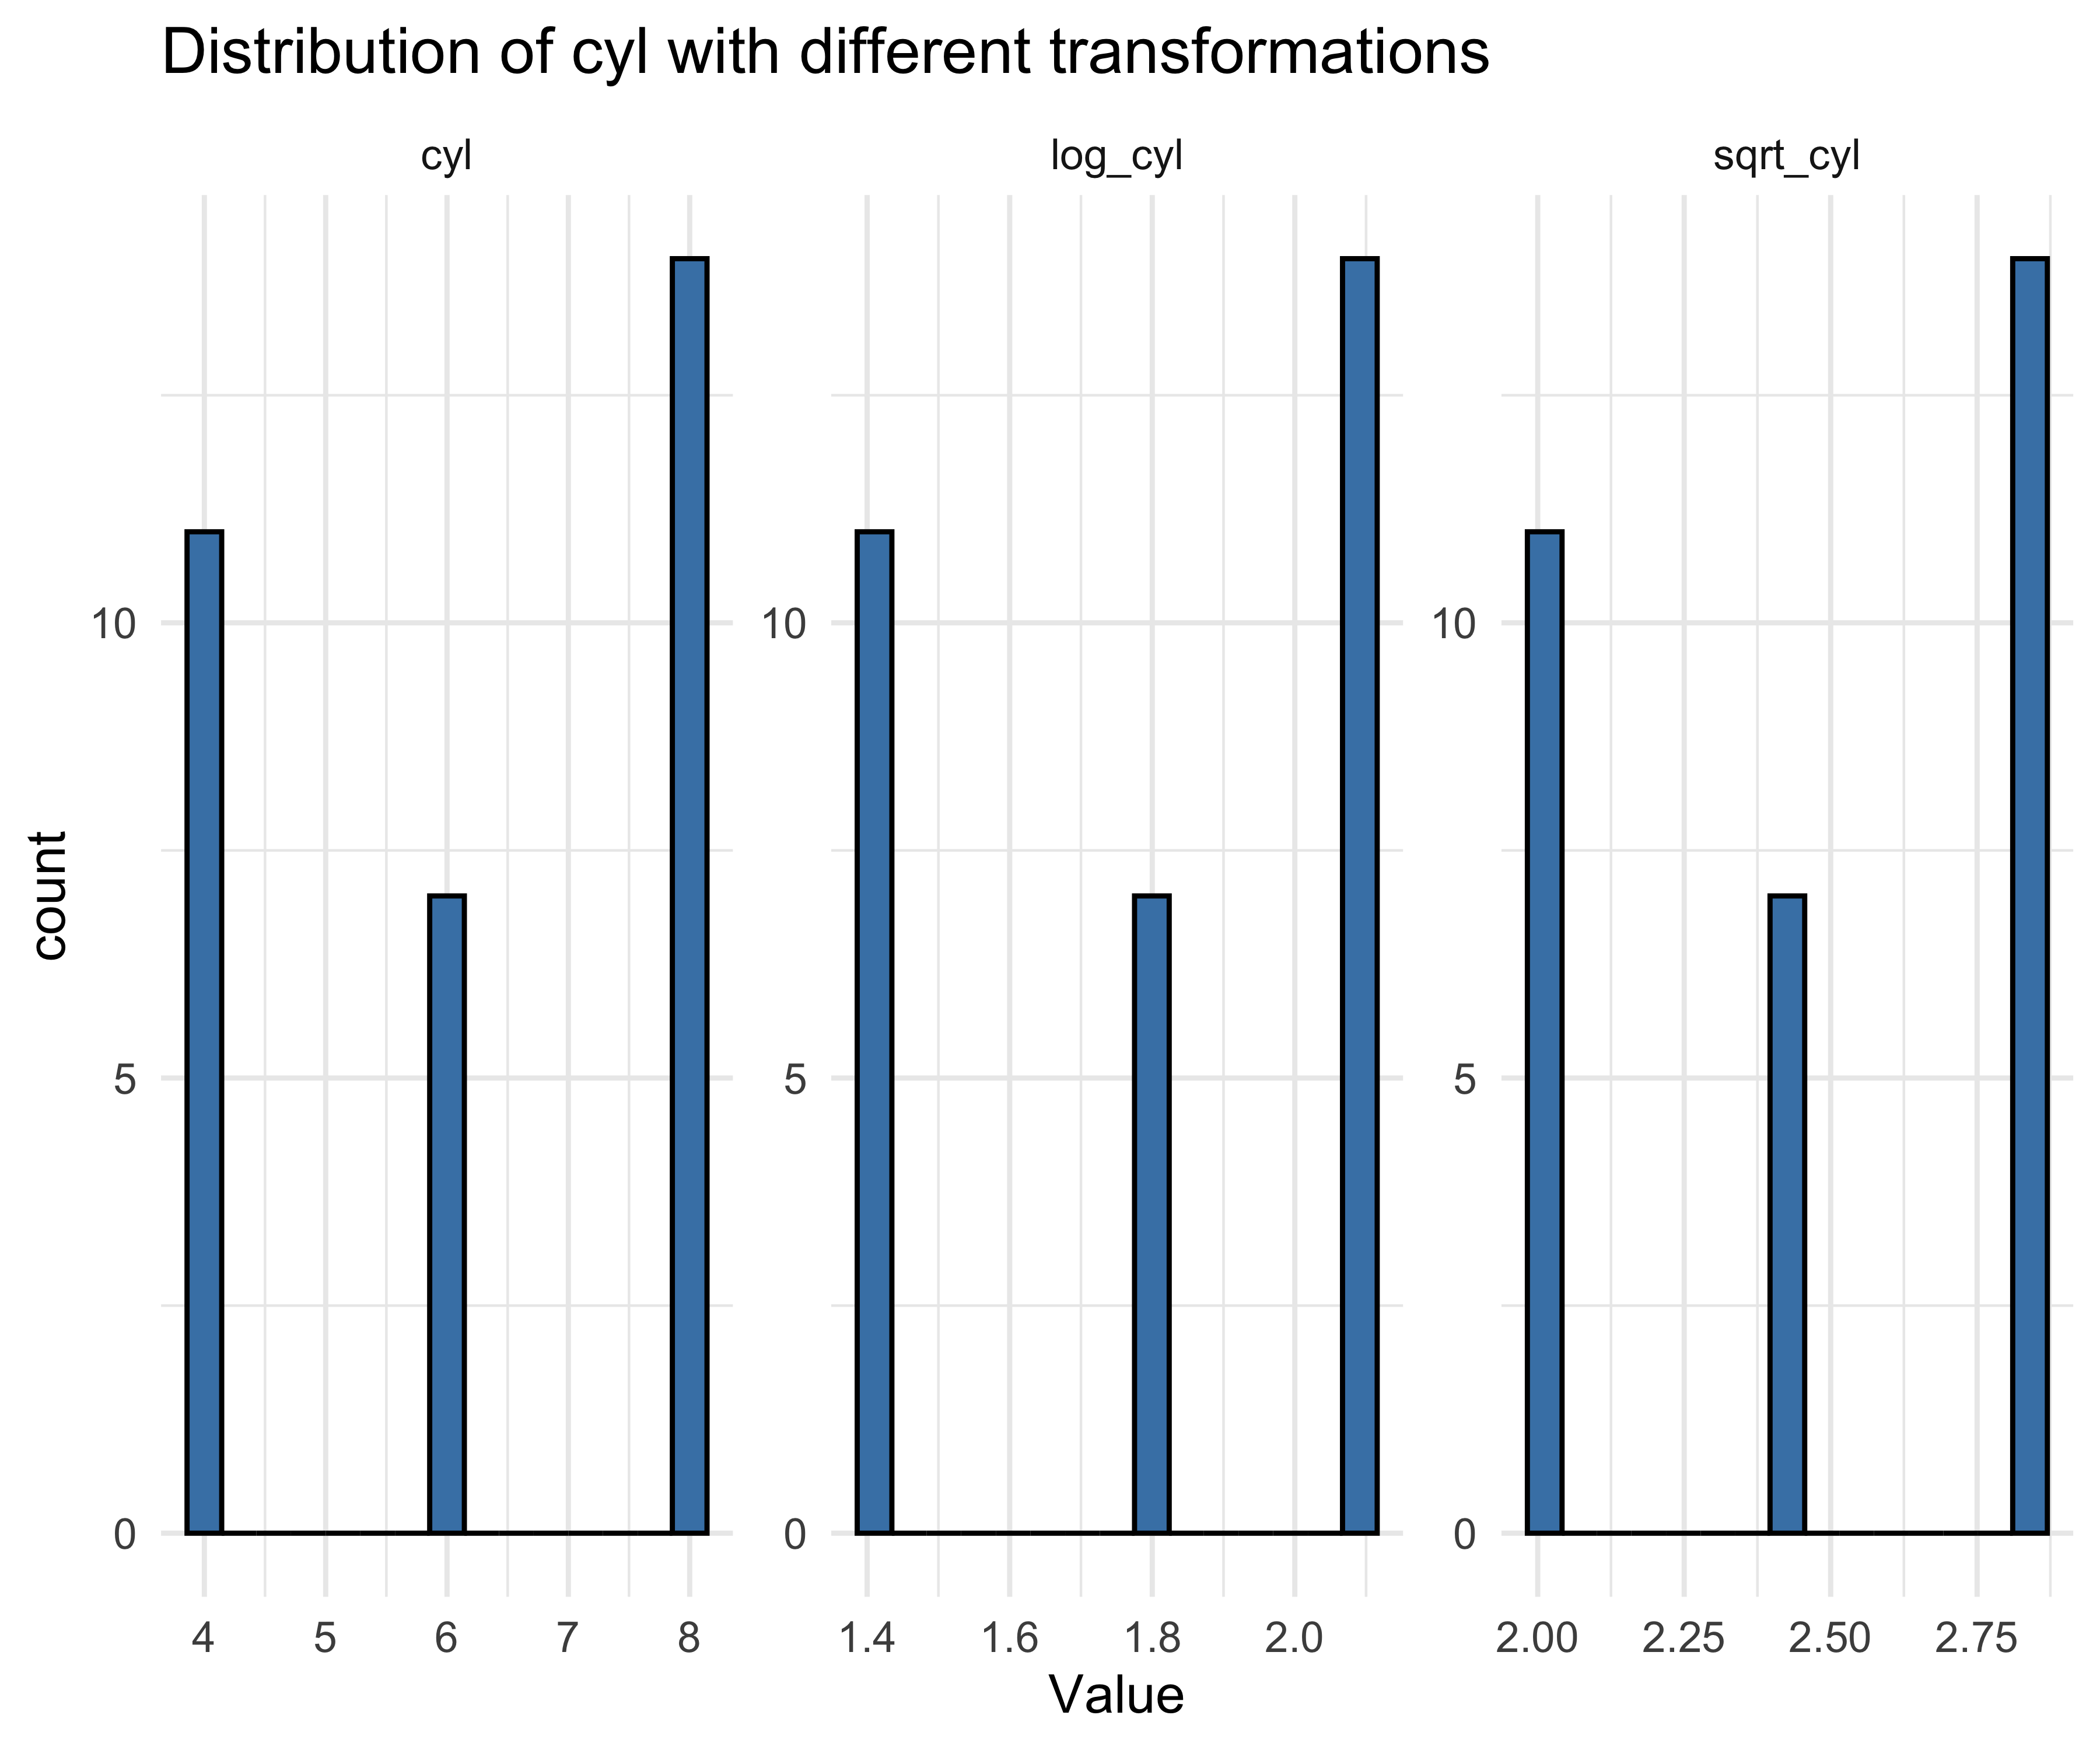 Distribution of cyl with different transformations
cyl
log_cyl
sqrt_cyl
count
10
5
0
10
5
0
10
5
0
4 5 6 7 8
1.4 1.6 1.8 2.0
2.00 2.25 2.50 2.75
Value